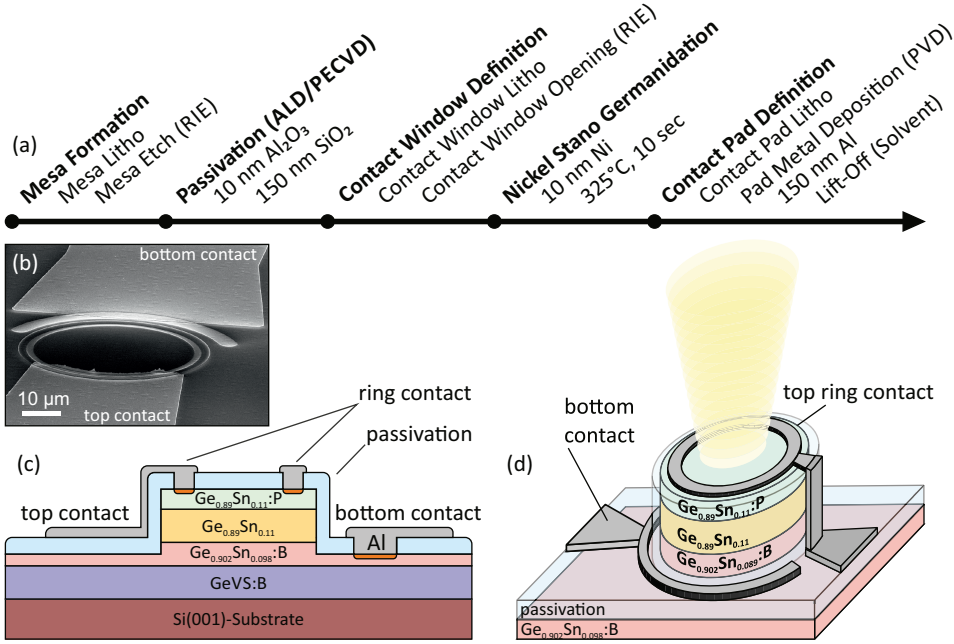 (a)
Mesa Formation
Mesa Litho
Mesa Etch (RIE)
Passivation (ALD/PECVD)
10 nm Al₂O₃
150 nm SiO₂
Contact Window Definition
Contact Window Litho
Contact Window Opening (RIE)
Nickel Stano Germanidation
10 nm Ni
325°C, 10 sec
Contact Pad Definition
Contact Pad Litho
Pad Metal Deposition (PVD)
150 nm Al
Lift-Off (Solvent)
(b)
bottom contact
10 µm
top contact
(c)
ring contact
passivation
top contact
bottom contact
Al
Ge₀.₈₉Sn₀.₁₁:P
Ge₀.₈₉Sn₀.₁₁
Ge₀.₉₀₂Sn₀.₀₉₈:B
GeVS:B
Si(001)-Substrate
(d)
bottom
contact
top ring contact
Ge₀.₈₉Sn₀.₁₁:P
Ge₀.₈₉Sn₀.₁₁
Ge₀.₉₀₂Sn₀.₀₈₉:B
passivation
Ge₀.₉₀₂Sn₀.₀₉₈:B